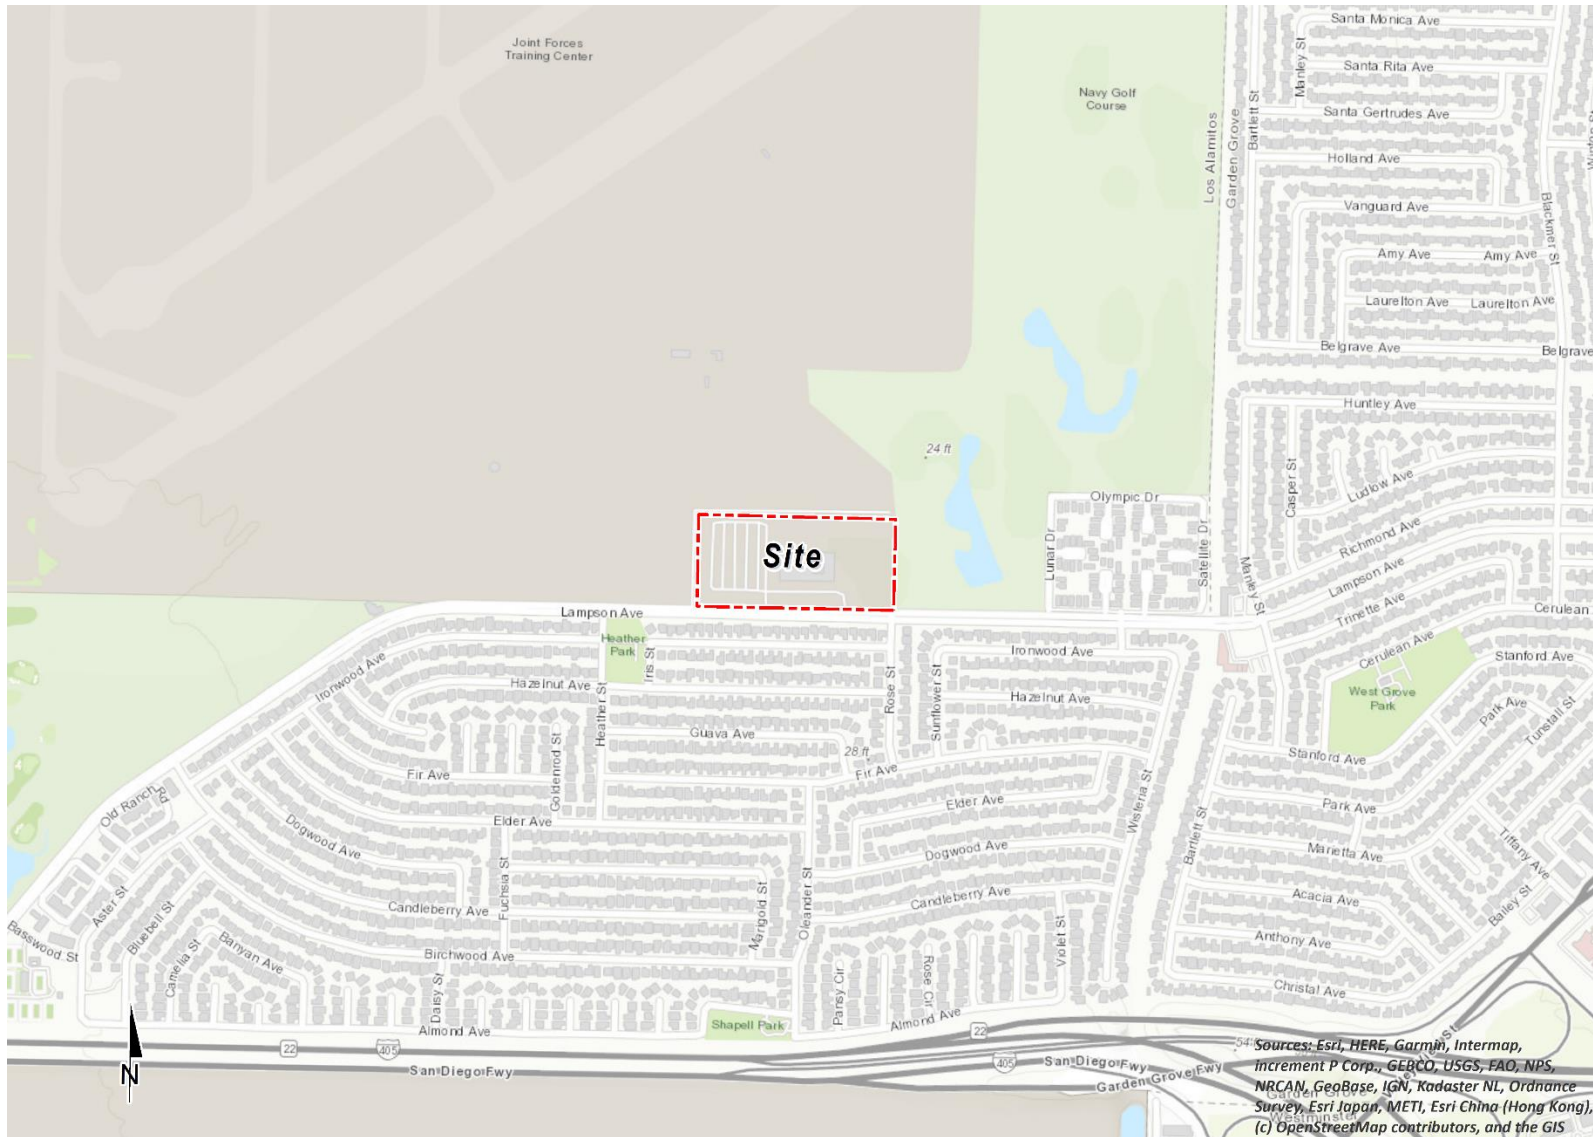 Joint Forces
Training Center
Navy Golf
Course
Los Alamitos
Garden Grove
Santa Monica Ave
Manley St
Santa Rita Ave
Bartlett St
Santa Gertrudes Ave
Holland Ave
Vanguard Ave
Blackmer St
Amy Ave
Amy Ave
Laurelton Ave
Laurelton Ave
Belgrave Ave
Belgrave
Huntley Ave
24 ft
Casper St
Ludlow Ave
Olympic Dr
Richmond Ave
Lunar Dr
Satellite Dr
Manley St
Lampson Ave
Trinette Ave
Site
Lampson Ave
Cerulean
Cerulean Ave
Heather
Park
Iris St
Ironwood Ave
Ironwood Ave
Stanford Ave
Hazelnut Ave
Heather St
Rose St
Sunflower St
Hazelnut Ave
West Grove
Park
Park Ave
Tunstall St
Guava Ave
28 ft
Stanford Ave
Goldenrod St
Fir Ave
Fir Ave
Wisteria St
4
Old Ranch Rd
Elder Ave
Elder Ave
Park Ave
Dogwood Ave
Dogwood Ave
Bartlett St
Marietta Ave
Tiffany Ave
Fuchsia St
Marigold St
Oleander St
Candleberry Ave
Candleberry Ave
Acacia Ave
Bailey St
Aster St
Bluebell St
Basswood St
Camelia St
Banyan Ave
Birchwood Ave
Violet St
Anthony Ave
Daisy St
Pansy Cir
Rose Cir
Christal Ave
Almond Ave
Shapell Park
Almond Ave
22
22
405
405
San Diego Fwy
San Diego Fwy
Garden Grove Fwy
N
Garden Grove
Westminster
Sources: Esri, HERE, Garmin, Intermap,
increment P Corp., GEBCO, USGS, FAO, NPS,
NRCAN, GeoBase, IGN, Kadaster NL, Ordnance
Survey, Esri Japan, METI, Esri China (Hong Kong),
(c) OpenStreetMap contributors, and the GIS